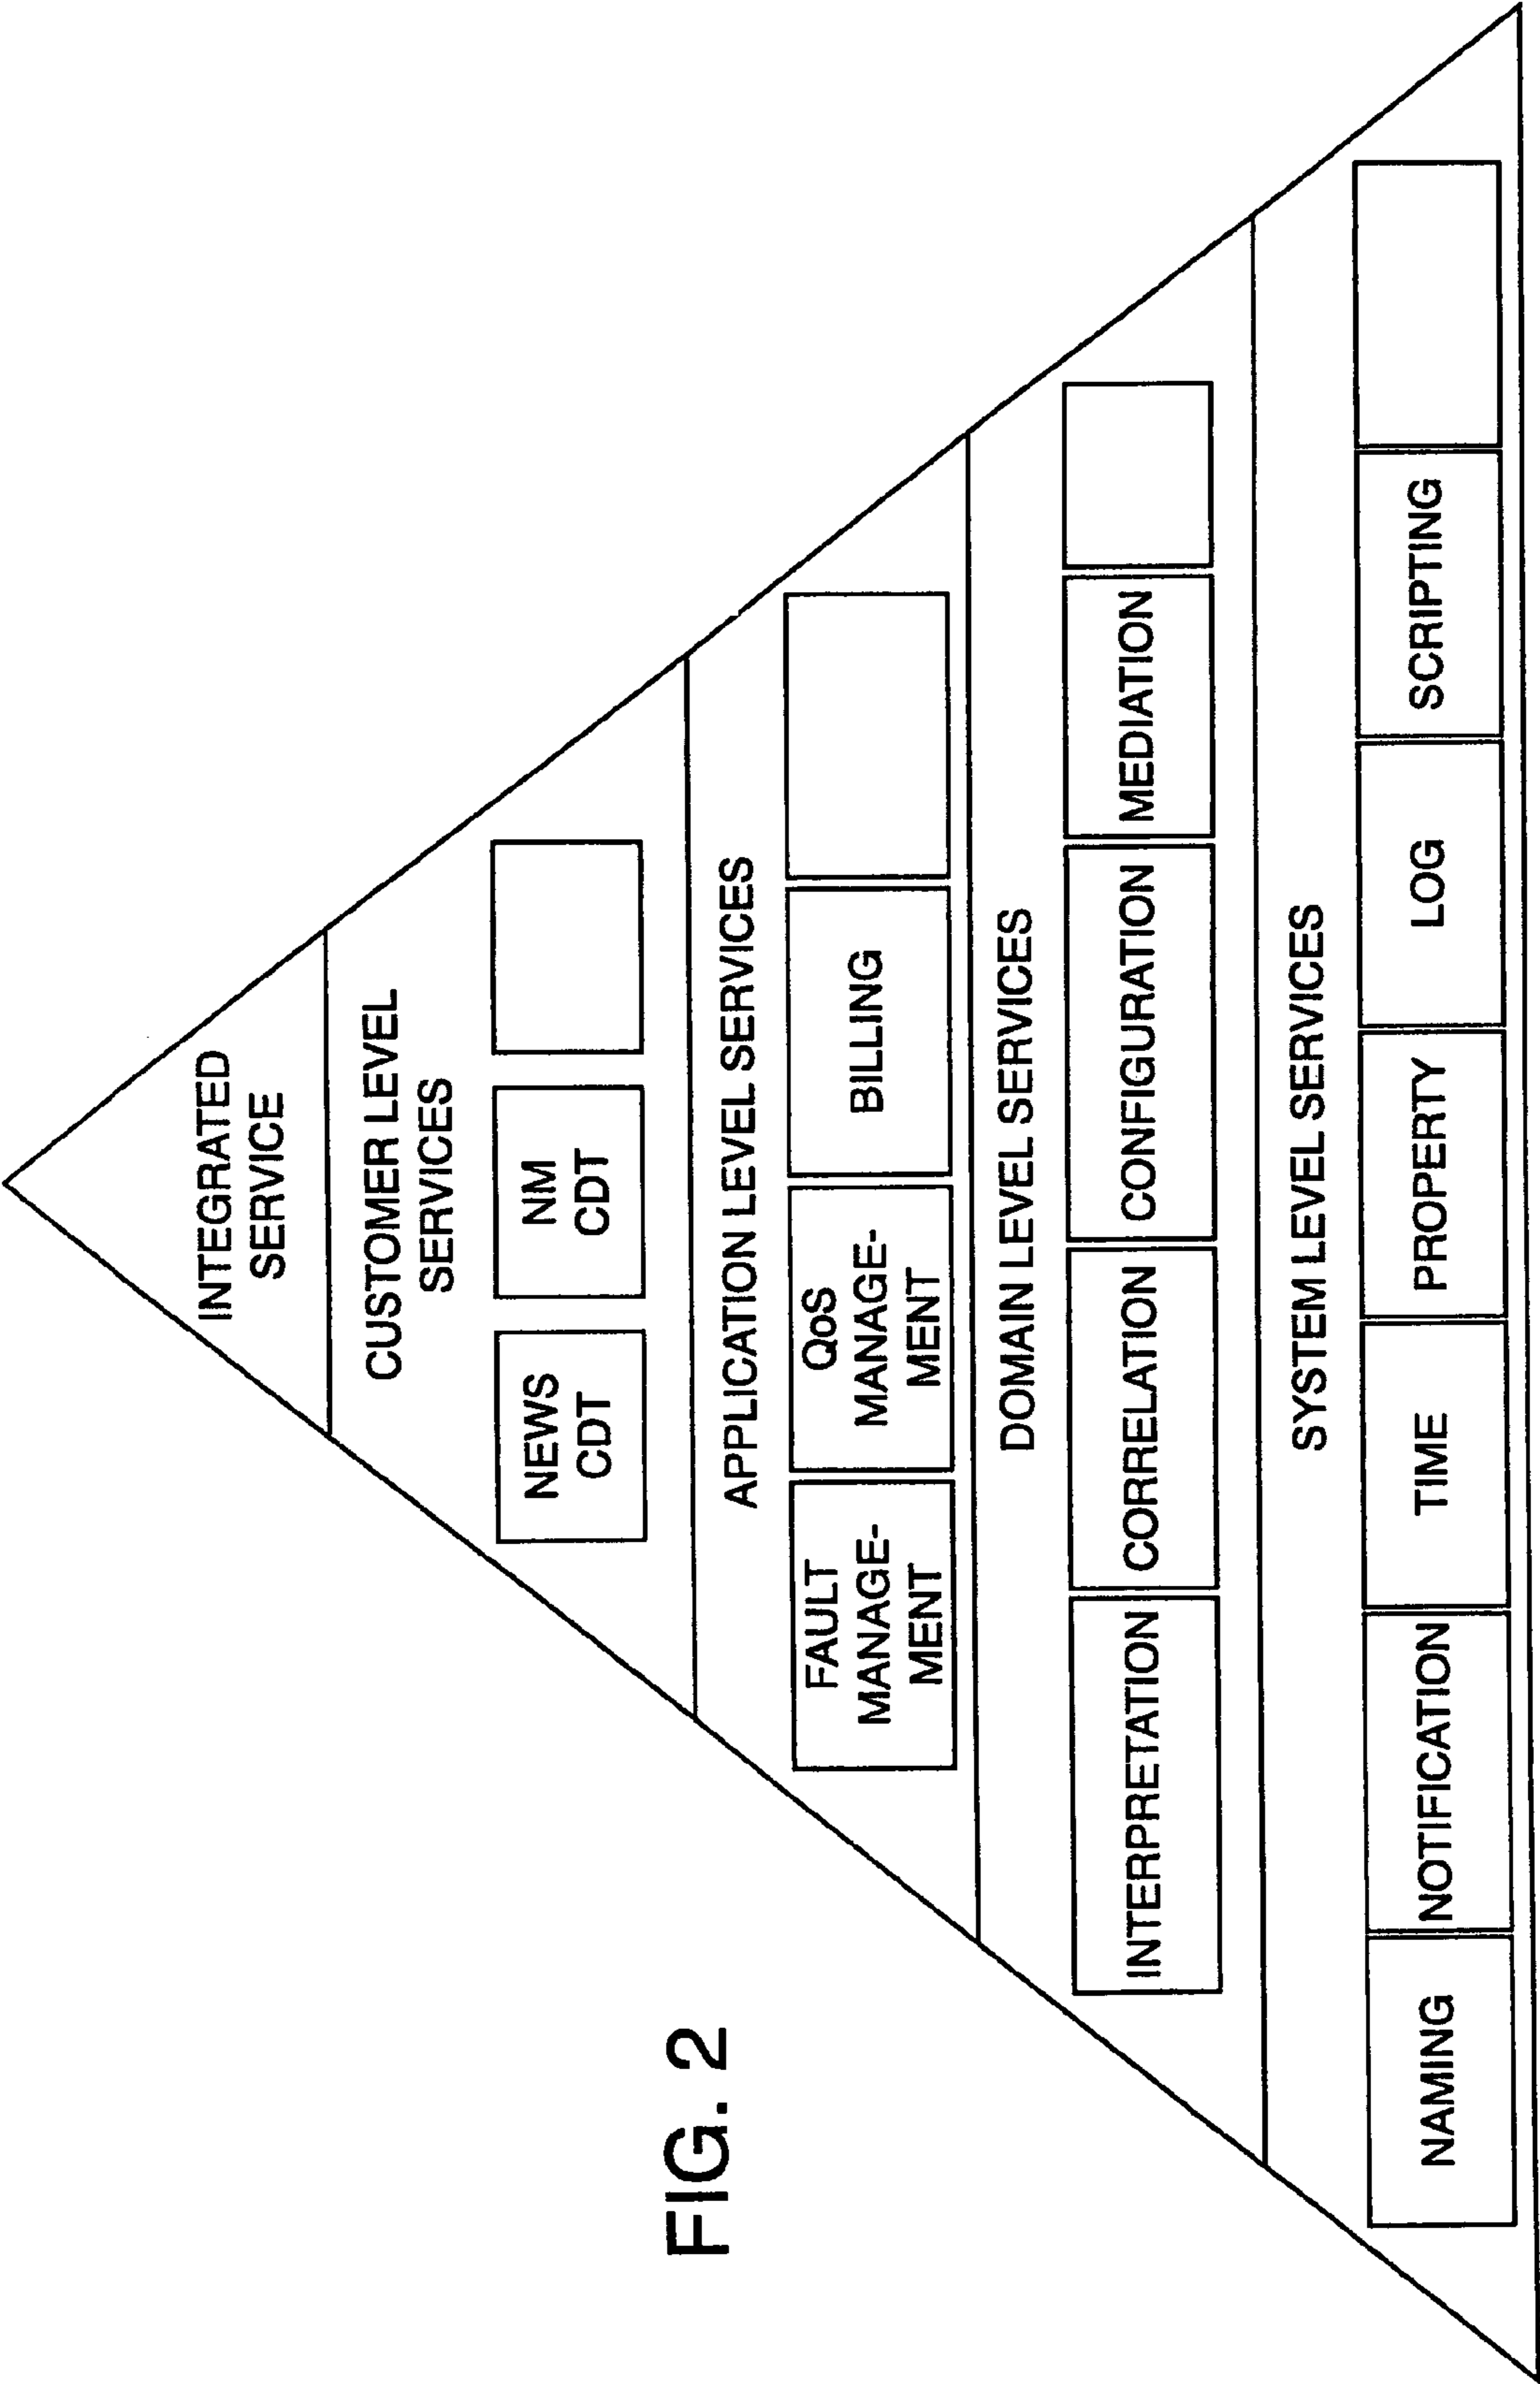 FIG. 2
INTEGRATED
SERVICE
CUSTOMER LEVEL
SERVICES
NEWS
CDT
NM
CDT
APPLICATION LEVEL SERVICES
FAULT
MANAGE-
MENT
QoS
MANAGE-
MENT
BILLING
DOMAIN LEVEL SERVICES
INTERPRETATION
CORRELATION
CONFIGURATION
MEDIATION
SYSTEM LEVEL SERVICES
NAMING
NOTIFICATION
TIME
PROPERTY
LOG
SCRIPTING